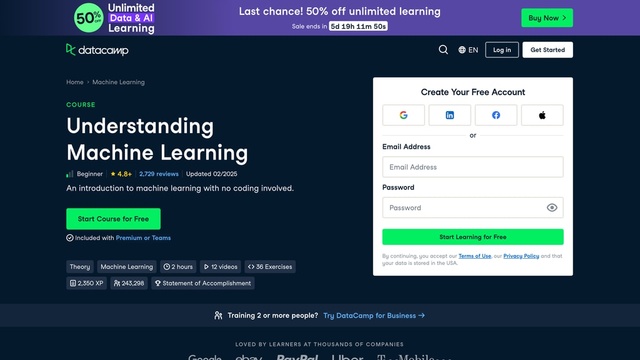 50%
OFF
Unlimited
Data & AI
Learning
Last chance! 50% off unlimited learning
Sale ends in 5d 19h 11m 50s
Buy Now
datacamp
EN
Log in
Get Started
Home
Machine Learning
COURSE
Understanding
Machine Learning
Beginner
4.8+
2,729 reviews
Updated 02/2025
An introduction to machine learning with no coding involved.
Start Course for Free
Included with Premium or Teams
Theory
Machine Learning
2 hours
12 videos
36 Exercises
2,350 XP
243,298
Statement of Accomplishment
Create Your Free Account
or
Email Address
Email Address
Password
Password
Start Learning for Free
By continuing, you accept our Terms of Use, our Privacy Policy and that
your data is stored in the USA.
Training 2 or more people? Try DataCamp for Business →
LOVED BY LEARNERS AT THOUSANDS OF COMPANIES
Google
ebay
PayPal
Uber